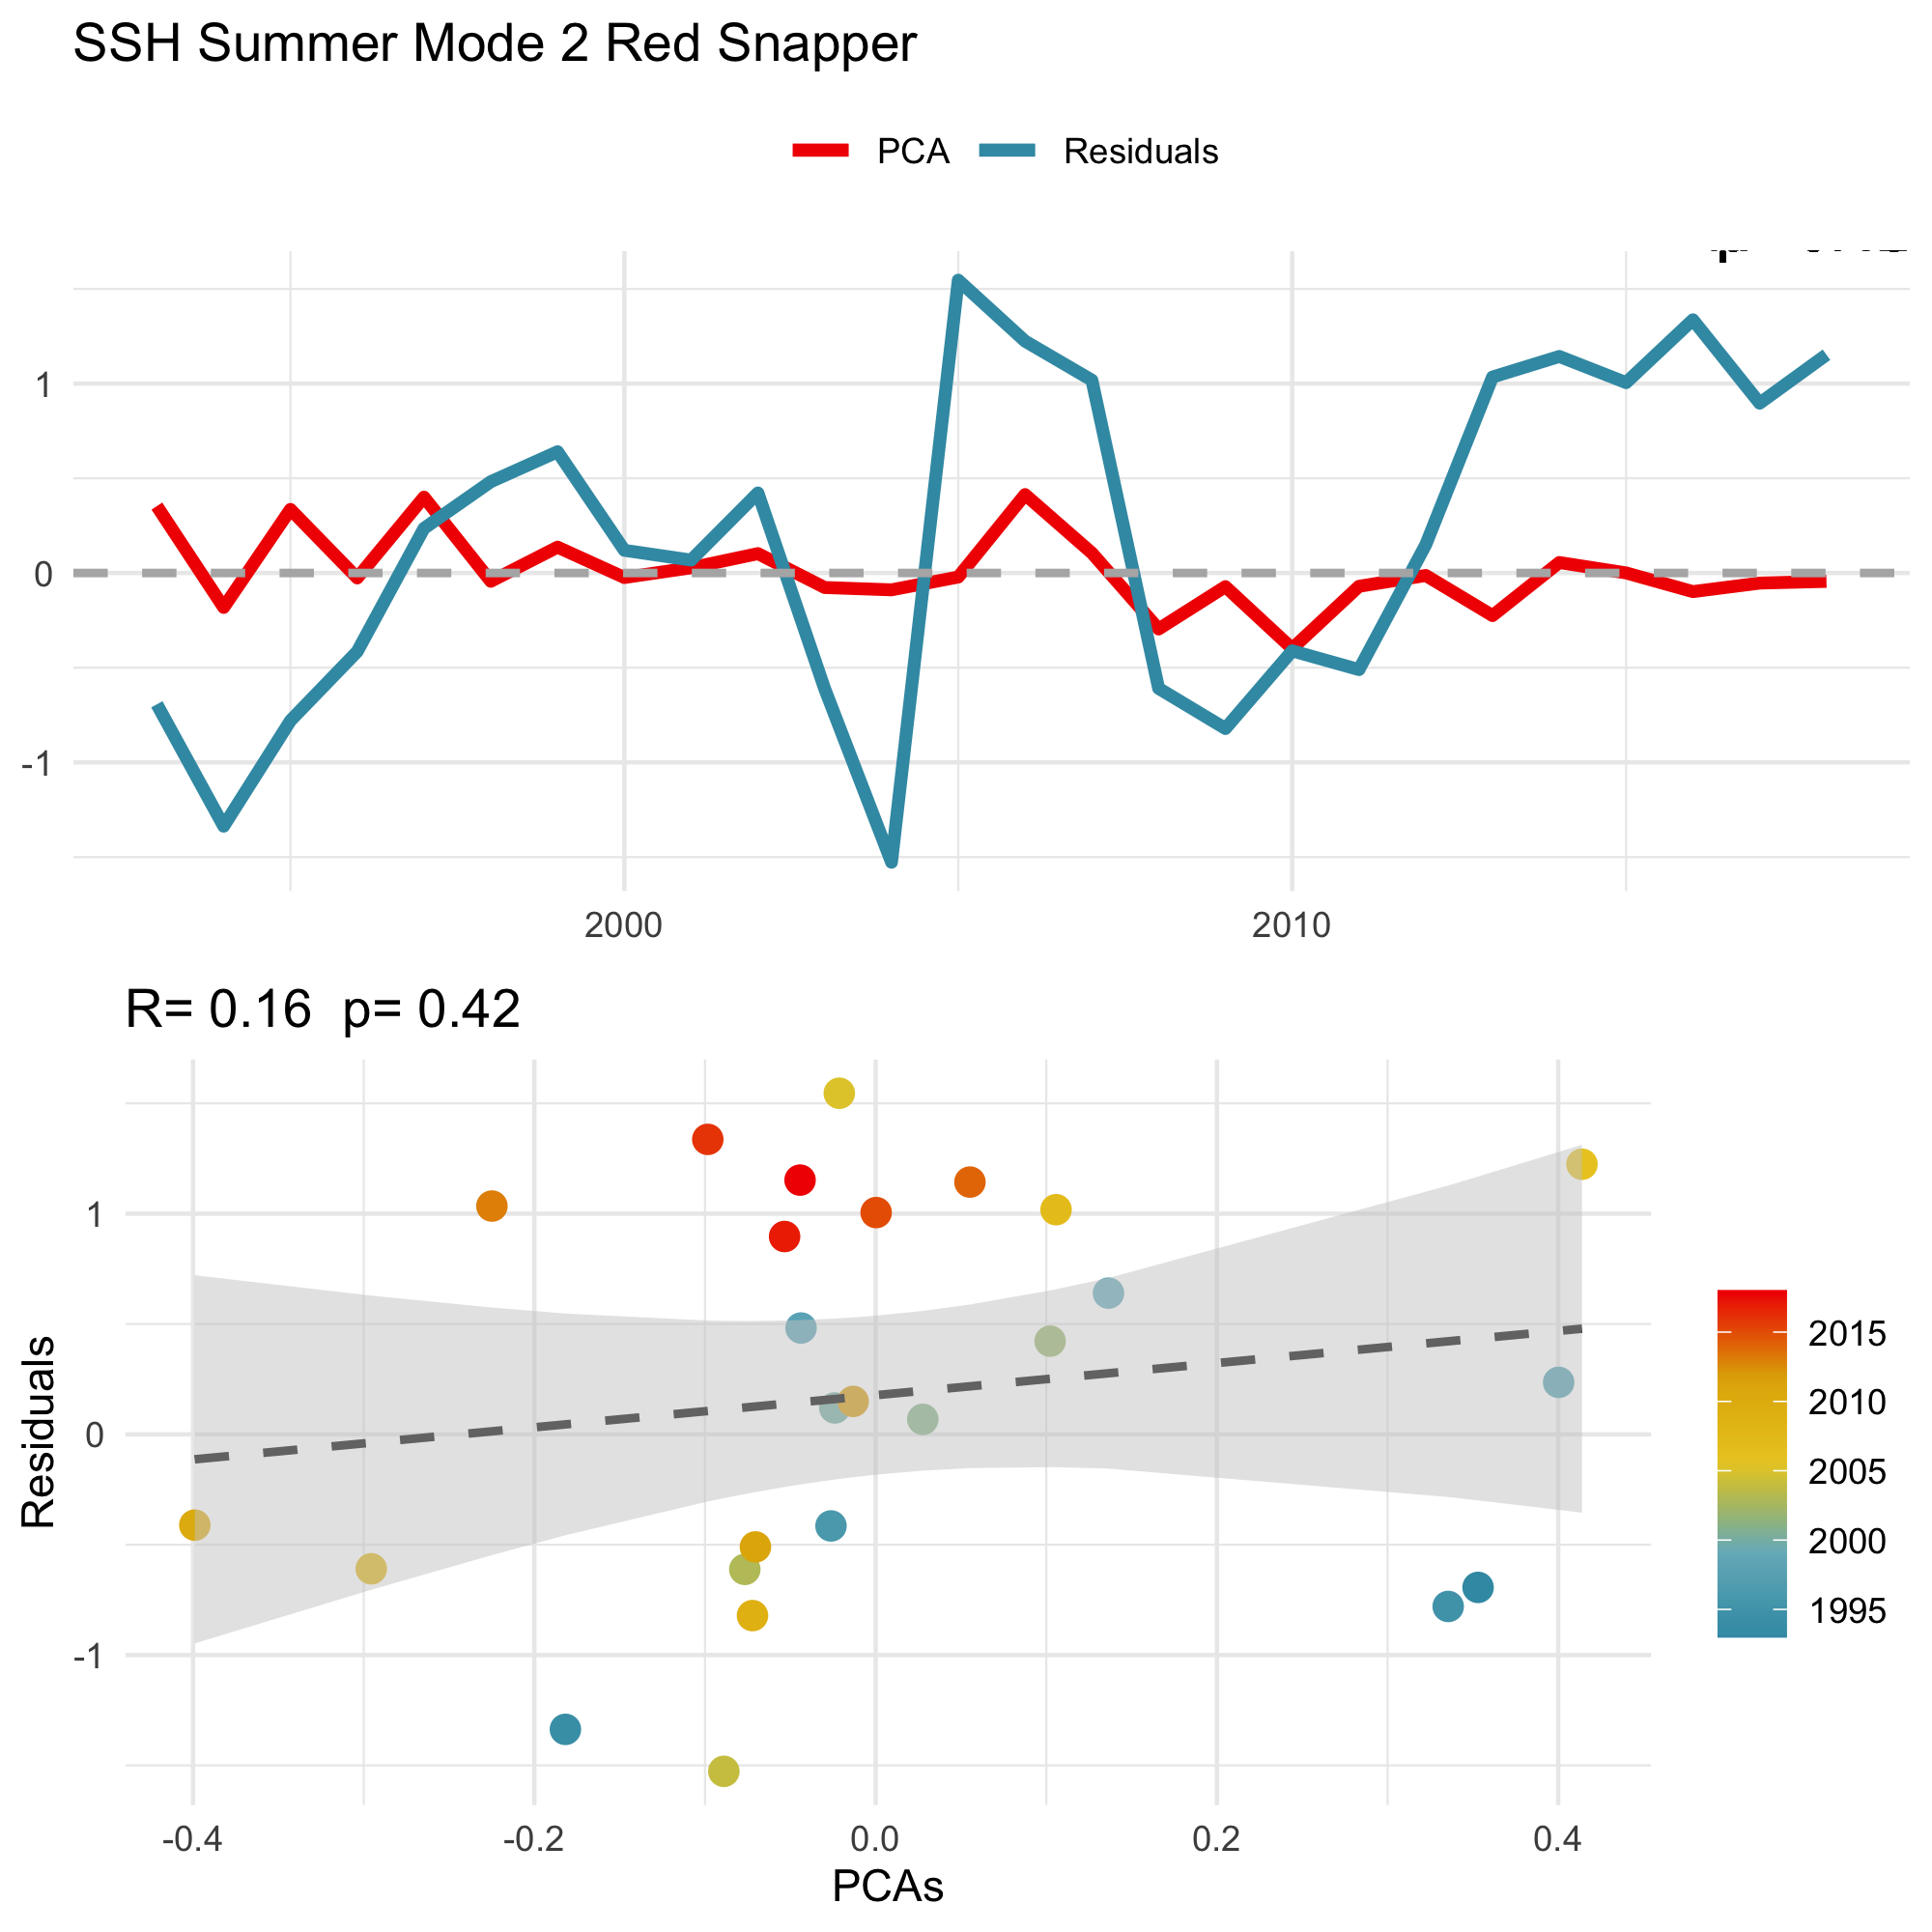 SSH Summer Mode 2 Red Snapper
PCA Residuals
1
0
-1
2000 2010
R= 0.16 p= 0.42
Residuals
1
0
-1
-0.4 -0.2 0.0 0.2 0.4
PCAs
2015
2010
2005
2000
1995